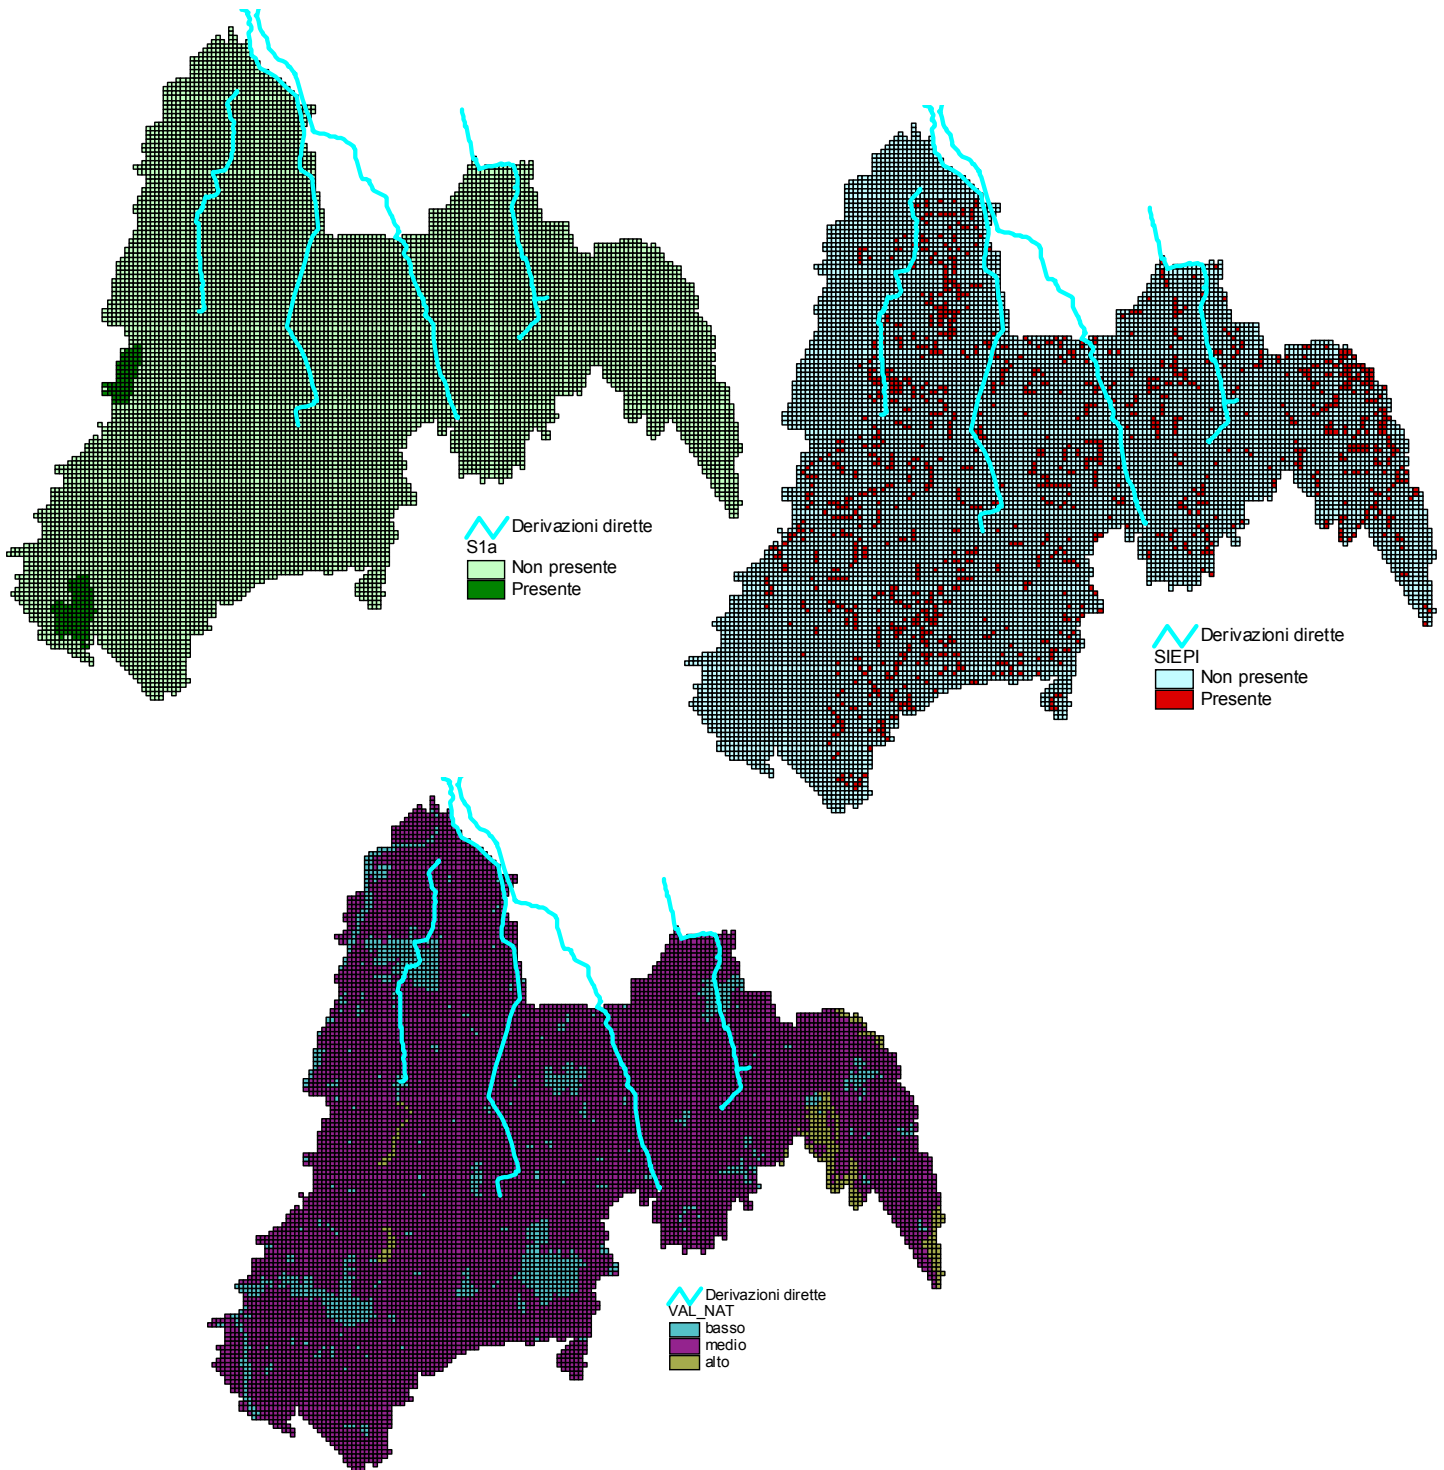 Derivazioni dirette
S1a
Non presente
Presente
Derivazioni dirette
SIEPI
Non presente
Presente
Derivazioni dirette
VAL_NAT
basso
medio
alto